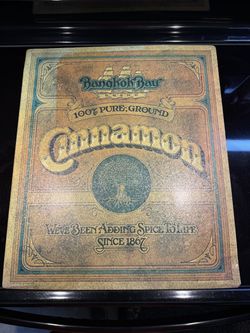 Bangkok Bay
100% PURE, GROUND
Cinnamon
WE'VE BEEN ADDING SPICE TO LIFE
SINCE 1867